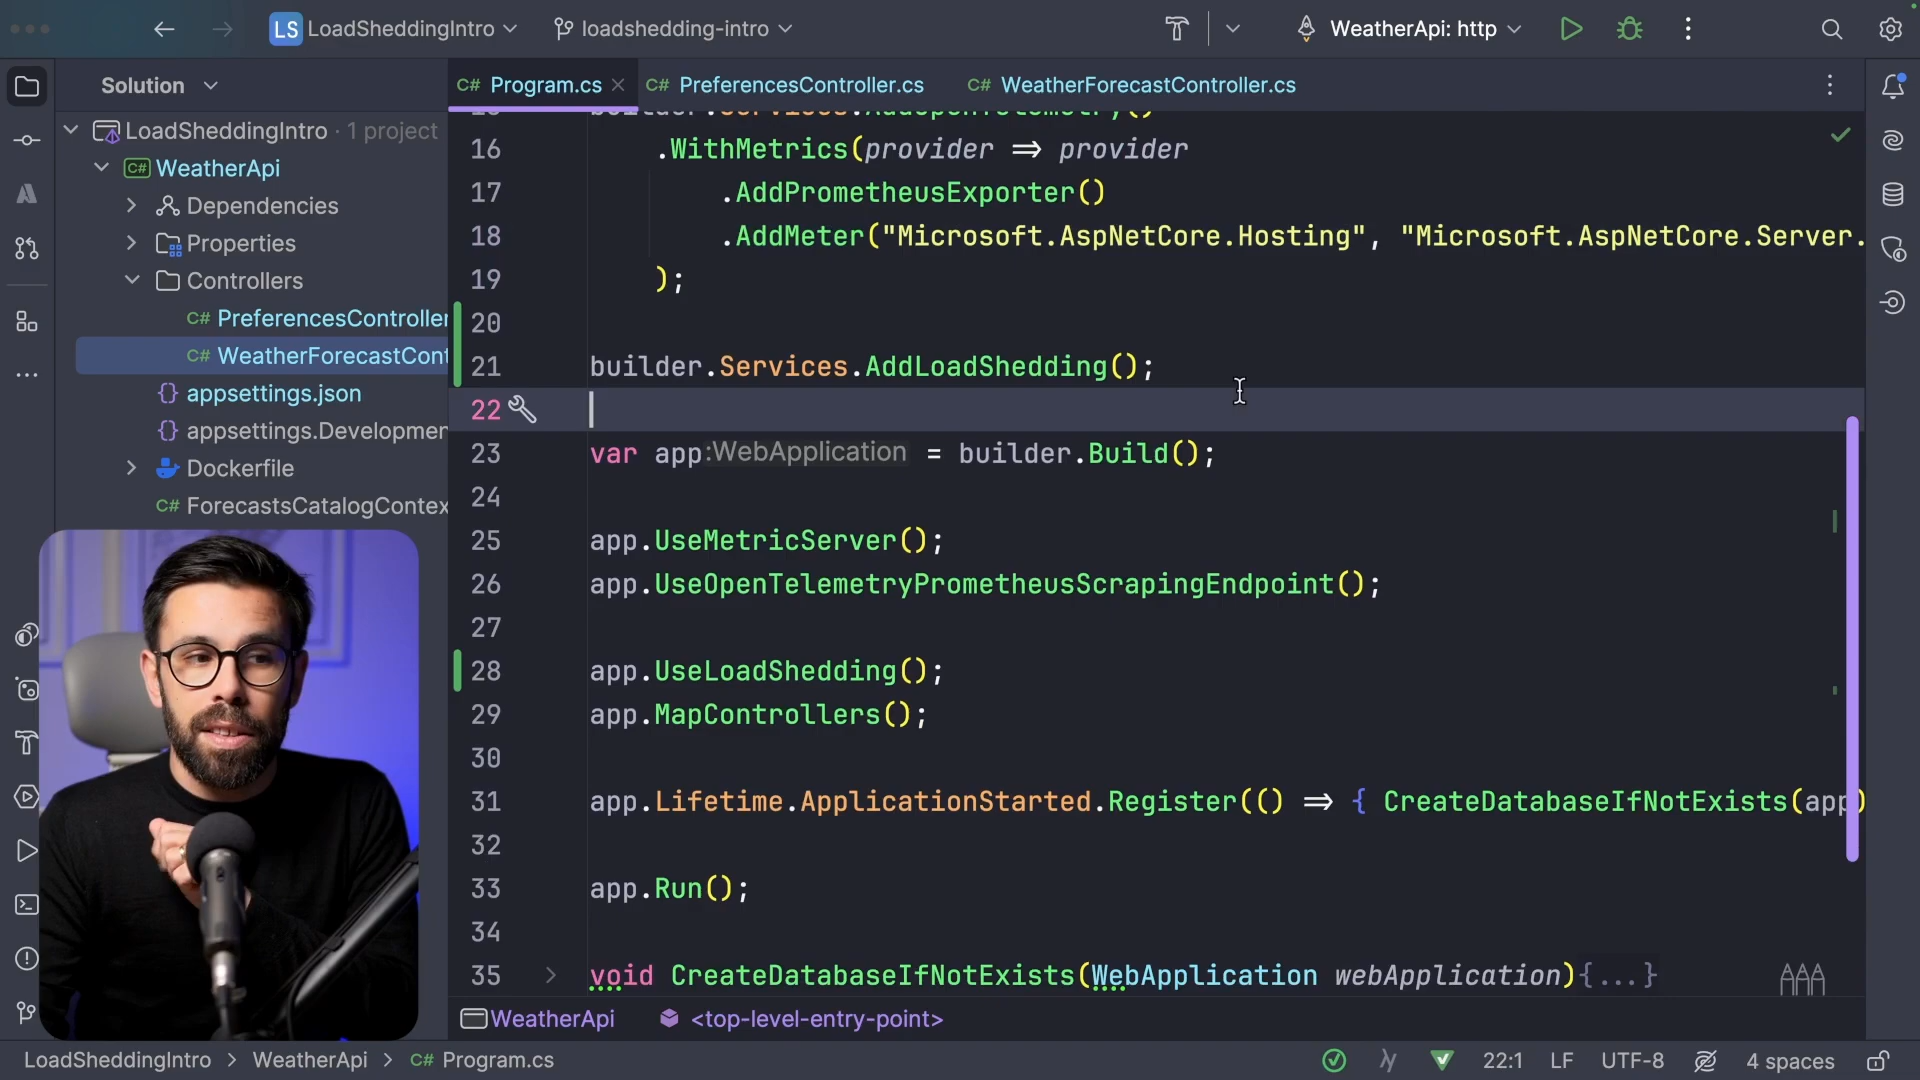 LS LoadSheddingIntro
loadshedding-intro
WeatherApi: http
Solution
C# Program.cs
C# PreferencesController.cs
C# WeatherForecastController.cs
LoadSheddingIntro · 1 project
C# WeatherApi
Dependencies
Properties
Controllers
C# PreferencesController
C# WeatherForecastCont
{} appsettings.json
{} appsettings.Developmen
Dockerfile
C# ForecastsCatalogContex
16 .WithMetrics(provider ⇒ provider
17 .AddPrometheusExporter()
18 .AddMeter("Microsoft.AspNetCore.Hosting", "Microsoft.AspNetCore.Server.
19 );
20
21 builder.Services.AddLoadShedding();
22
23 var app :WebApplication = builder.Build();
24
25 app.UseMetricServer();
26 app.UseOpenTelemetryPrometheusScrapingEndpoint();
27
28 app.UseLoadShedding();
29 app.MapControllers();
30
31 app.Lifetime.ApplicationStarted.Register(() ⇒ { CreateDatabaseIfNotExists(app)
32
33 app.Run();
34
35 void CreateDatabaseIfNotExists(WebApplication webApplication){...}
WeatherApi <top-level-entry-point>
LoadSheddingIntro > WeatherApi > C# Program.cs
22:1 LF UTF-8 4 spaces